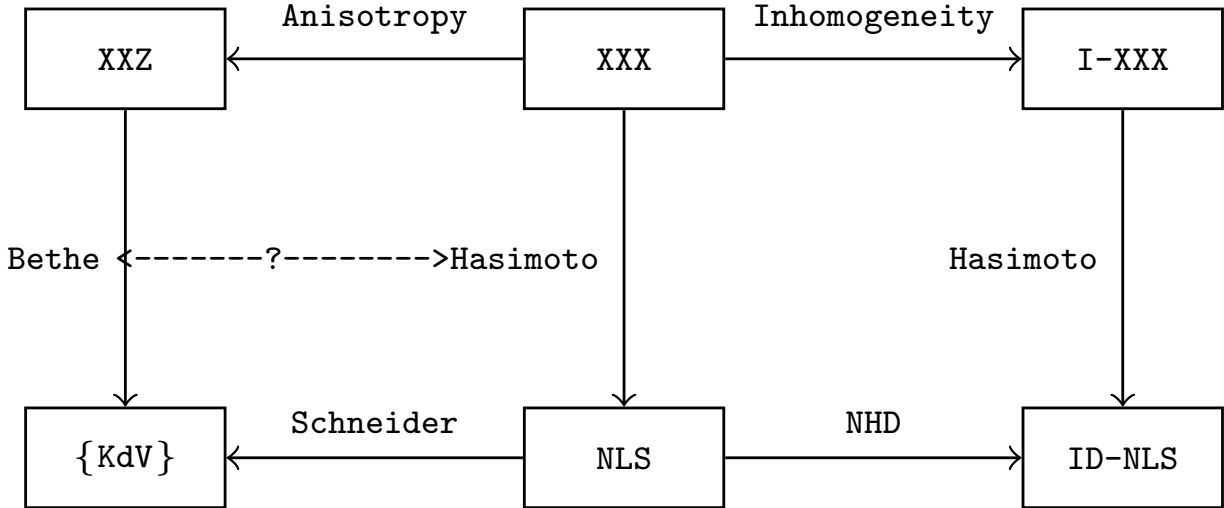 Anisotropy Inhomogeneity
XXZ XXX I-XXX
Bethe <-------?-------->Hasimoto Hasimoto
Schneider NHD
{KdV} NLS ID-NLS